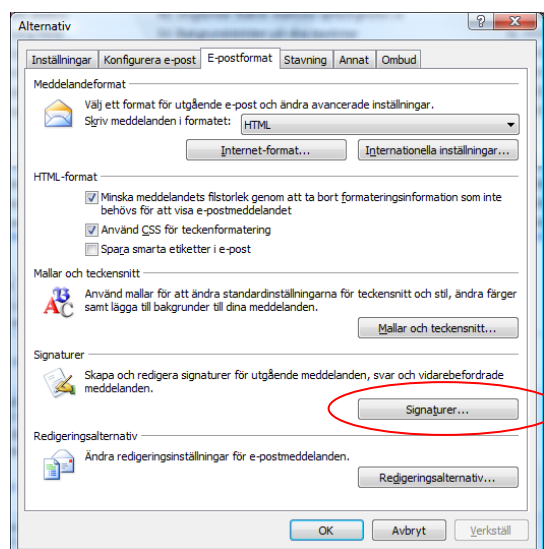 Alternativ
Inställningar Konfigurera e-post E-postformat Stavning Annat Ombud
Meddelandeformat
Välj ett format för utgående e-post och ändra avancerade inställningar.
Skriv meddelanden i formatet: HTML
Internet-format... Internationella inställningar...
HTML-format
Minska meddelandets filstorlek genom att ta bort formateringsinformation som inte
behövs för att visa e-postmeddelandet
Använd CSS för teckenformatering
Spara smarta etiketter i e-post
Mallar och teckensnitt
Använd mallar för att ändra standardinställningarna för teckensnitt och stil, ändra färger
samt lägga till bakgrunder till dina meddelanden.
Mallar och teckensnitt...
Signaturer
Skapa och redigera signaturer för utgående meddelanden, svar och vidarebefordrade
meddelanden.
Signaturer...
Redigeringsalternativ
Ändra redigeringsinställningar för e-postmeddelanden.
Redigeringsalternativ...
OK Avbryt Verkställ